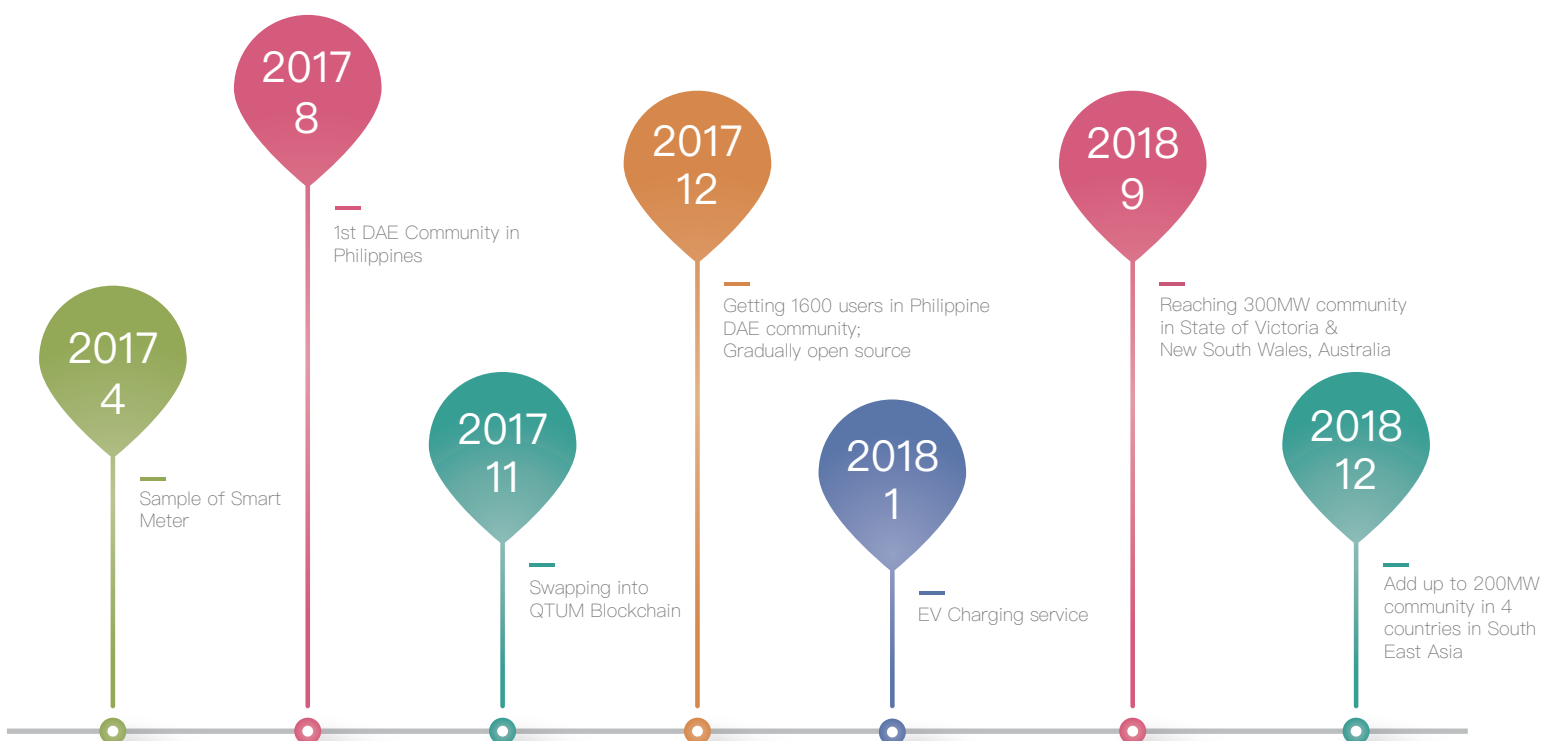 2017
8
1st DAE Community in
Philippines
2017
12
Getting 1600 users in Philippine
DAE community;
Gradually open source
2018
9
Reaching 300MW community
in State of Victoria &
New South Wales, Australia
2017
4
Sample of Smart
Meter
2017
11
Swapping into
QTUM Blockchain
2018
1
EV Charging service
2018
12
Add up to 200MW
community in 4
countries in South
East Asia